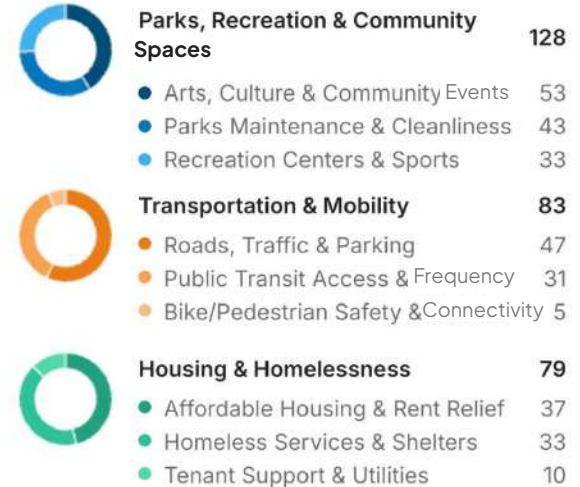 Parks, Recreation & Community
Spaces
128
Arts, Culture & Community Events 53
Parks Maintenance & Cleanliness 43
Recreation Centers & Sports 33
Transportation & Mobility 83
Roads, Traffic & Parking 47
Public Transit Access & Frequency 31
Bike/Pedestrian Safety &Connectivity 5
Housing & Homelessness 79
Affordable Housing & Rent Relief 37
Homeless Services & Shelters 33
Tenant Support & Utilities 10